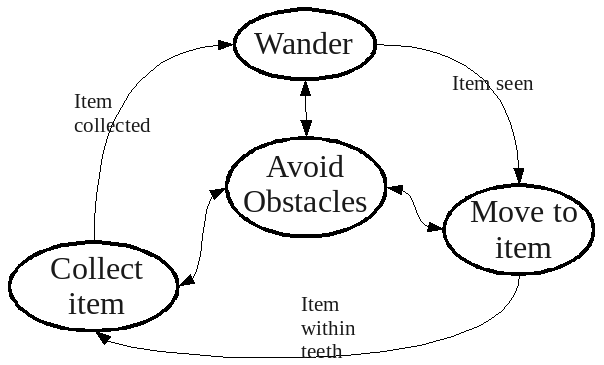 Wander
Item seen
Item
collected
Avoid
Obstacles
Move to
item
Collect
item
Item
within
teeth